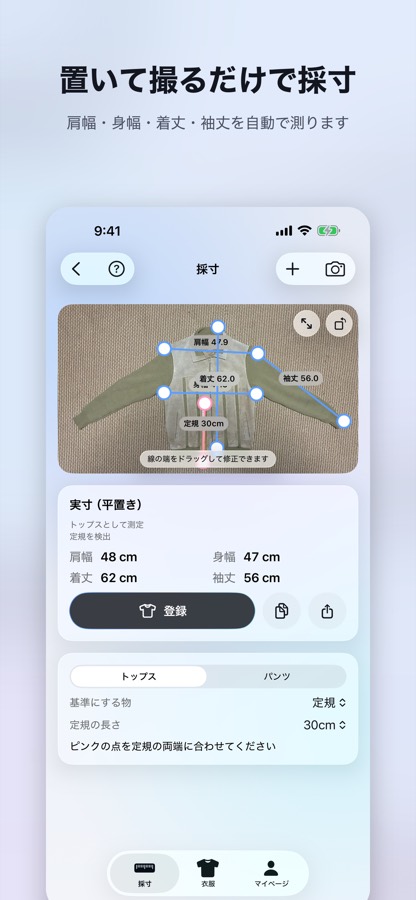 置いて撮るだけで採寸
肩幅・身幅・着丈・袖丈を自動で測ります
9:41
採寸
肩幅 47.9
着丈 62.0
袖丈 56.0
定規 30cm
線の端をドラッグして修正できます
実寸 (平置き)
トップスとして測定
定規を検出
肩幅 48 cm 身幅 47 cm
着丈 62 cm 袖丈 56 cm
登録
トップス パンツ
基準にする物 定規
定規の長さ 30cm
ピンクの点を定規の両端に合わせてください
採寸 衣服 マイページ